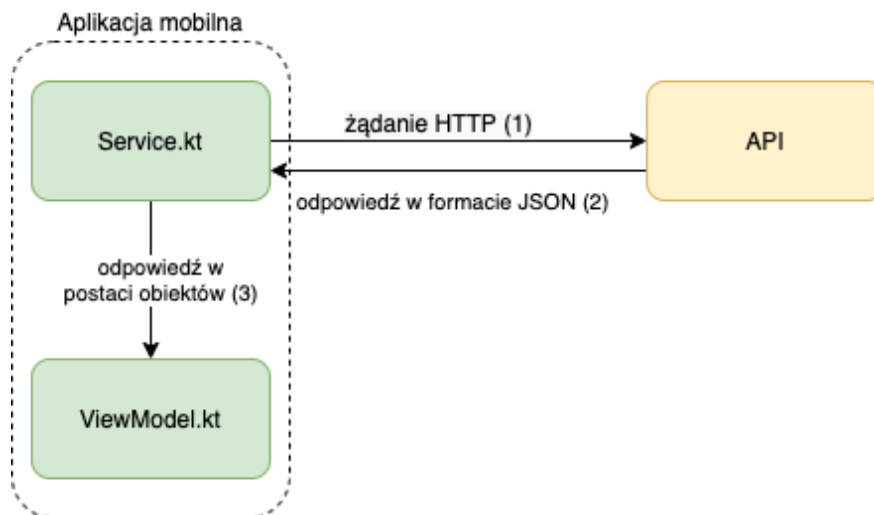 Aplikacja mobilna
Service.kt
żądanie HTTP (1)
API
odpowiedź w formacie JSON (2)
odpowiedź w
postaci obiektów (3)
ViewModel.kt